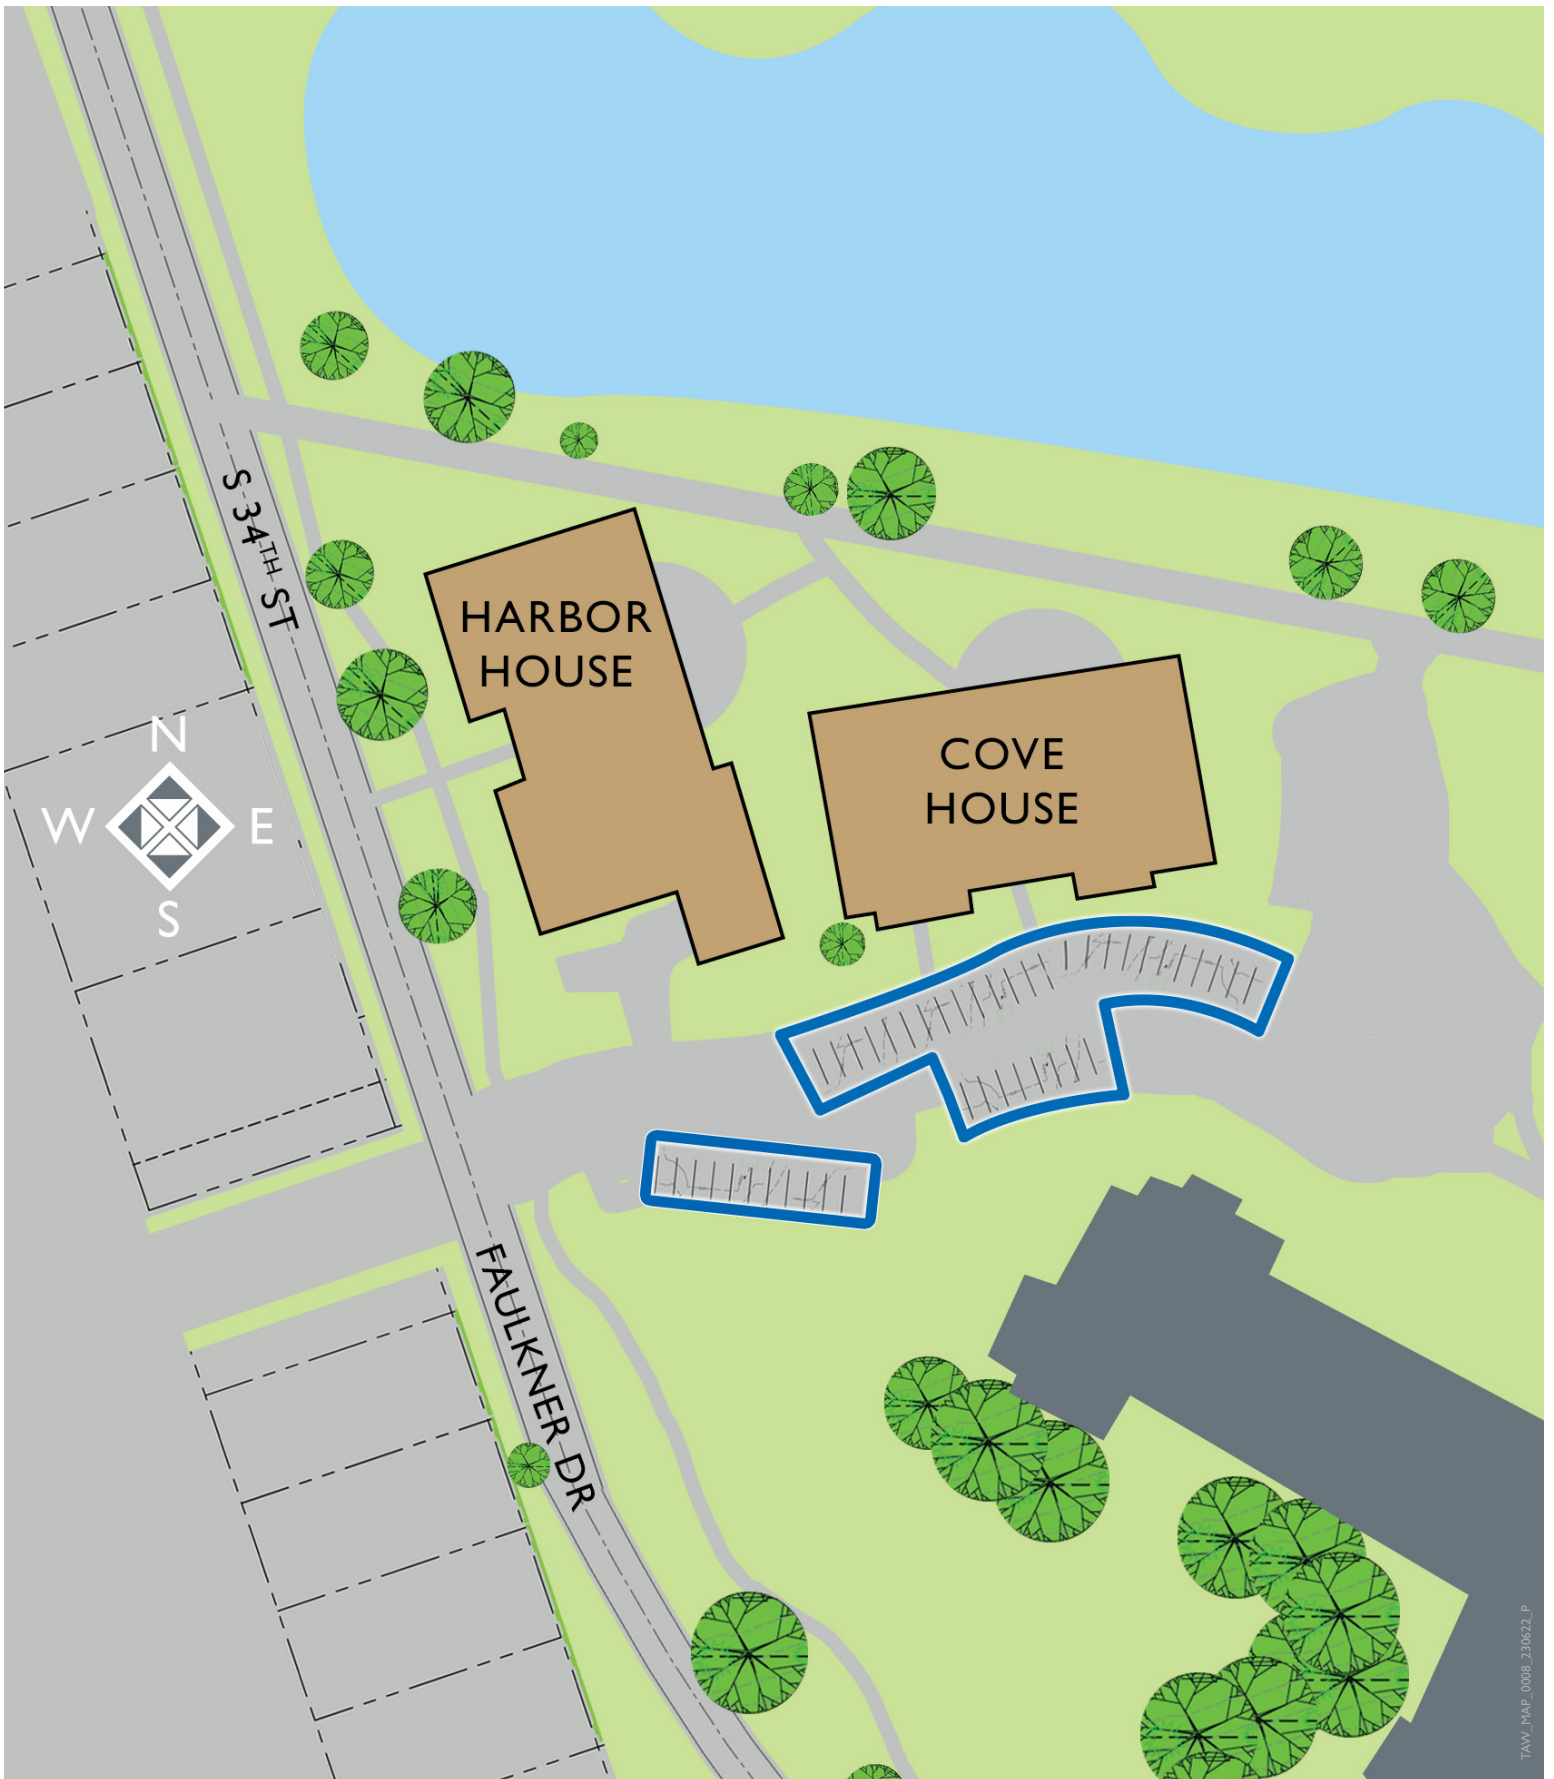 S 34TH ST
HARBOR
HOUSE
COVE
HOUSE
N
W
E
S
FAULKNER DR
TAW_MAP_0008_230622_P